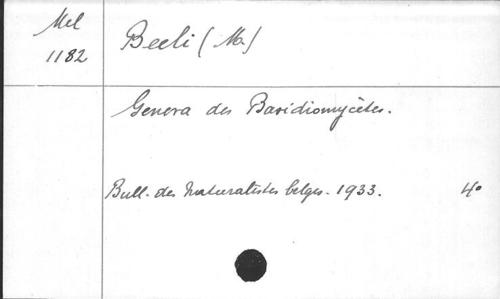 Mel
1182
Beeli (M.)
Genera des Basidiomycètes.
Bull. des Naturalistes belges. 1933. 4°